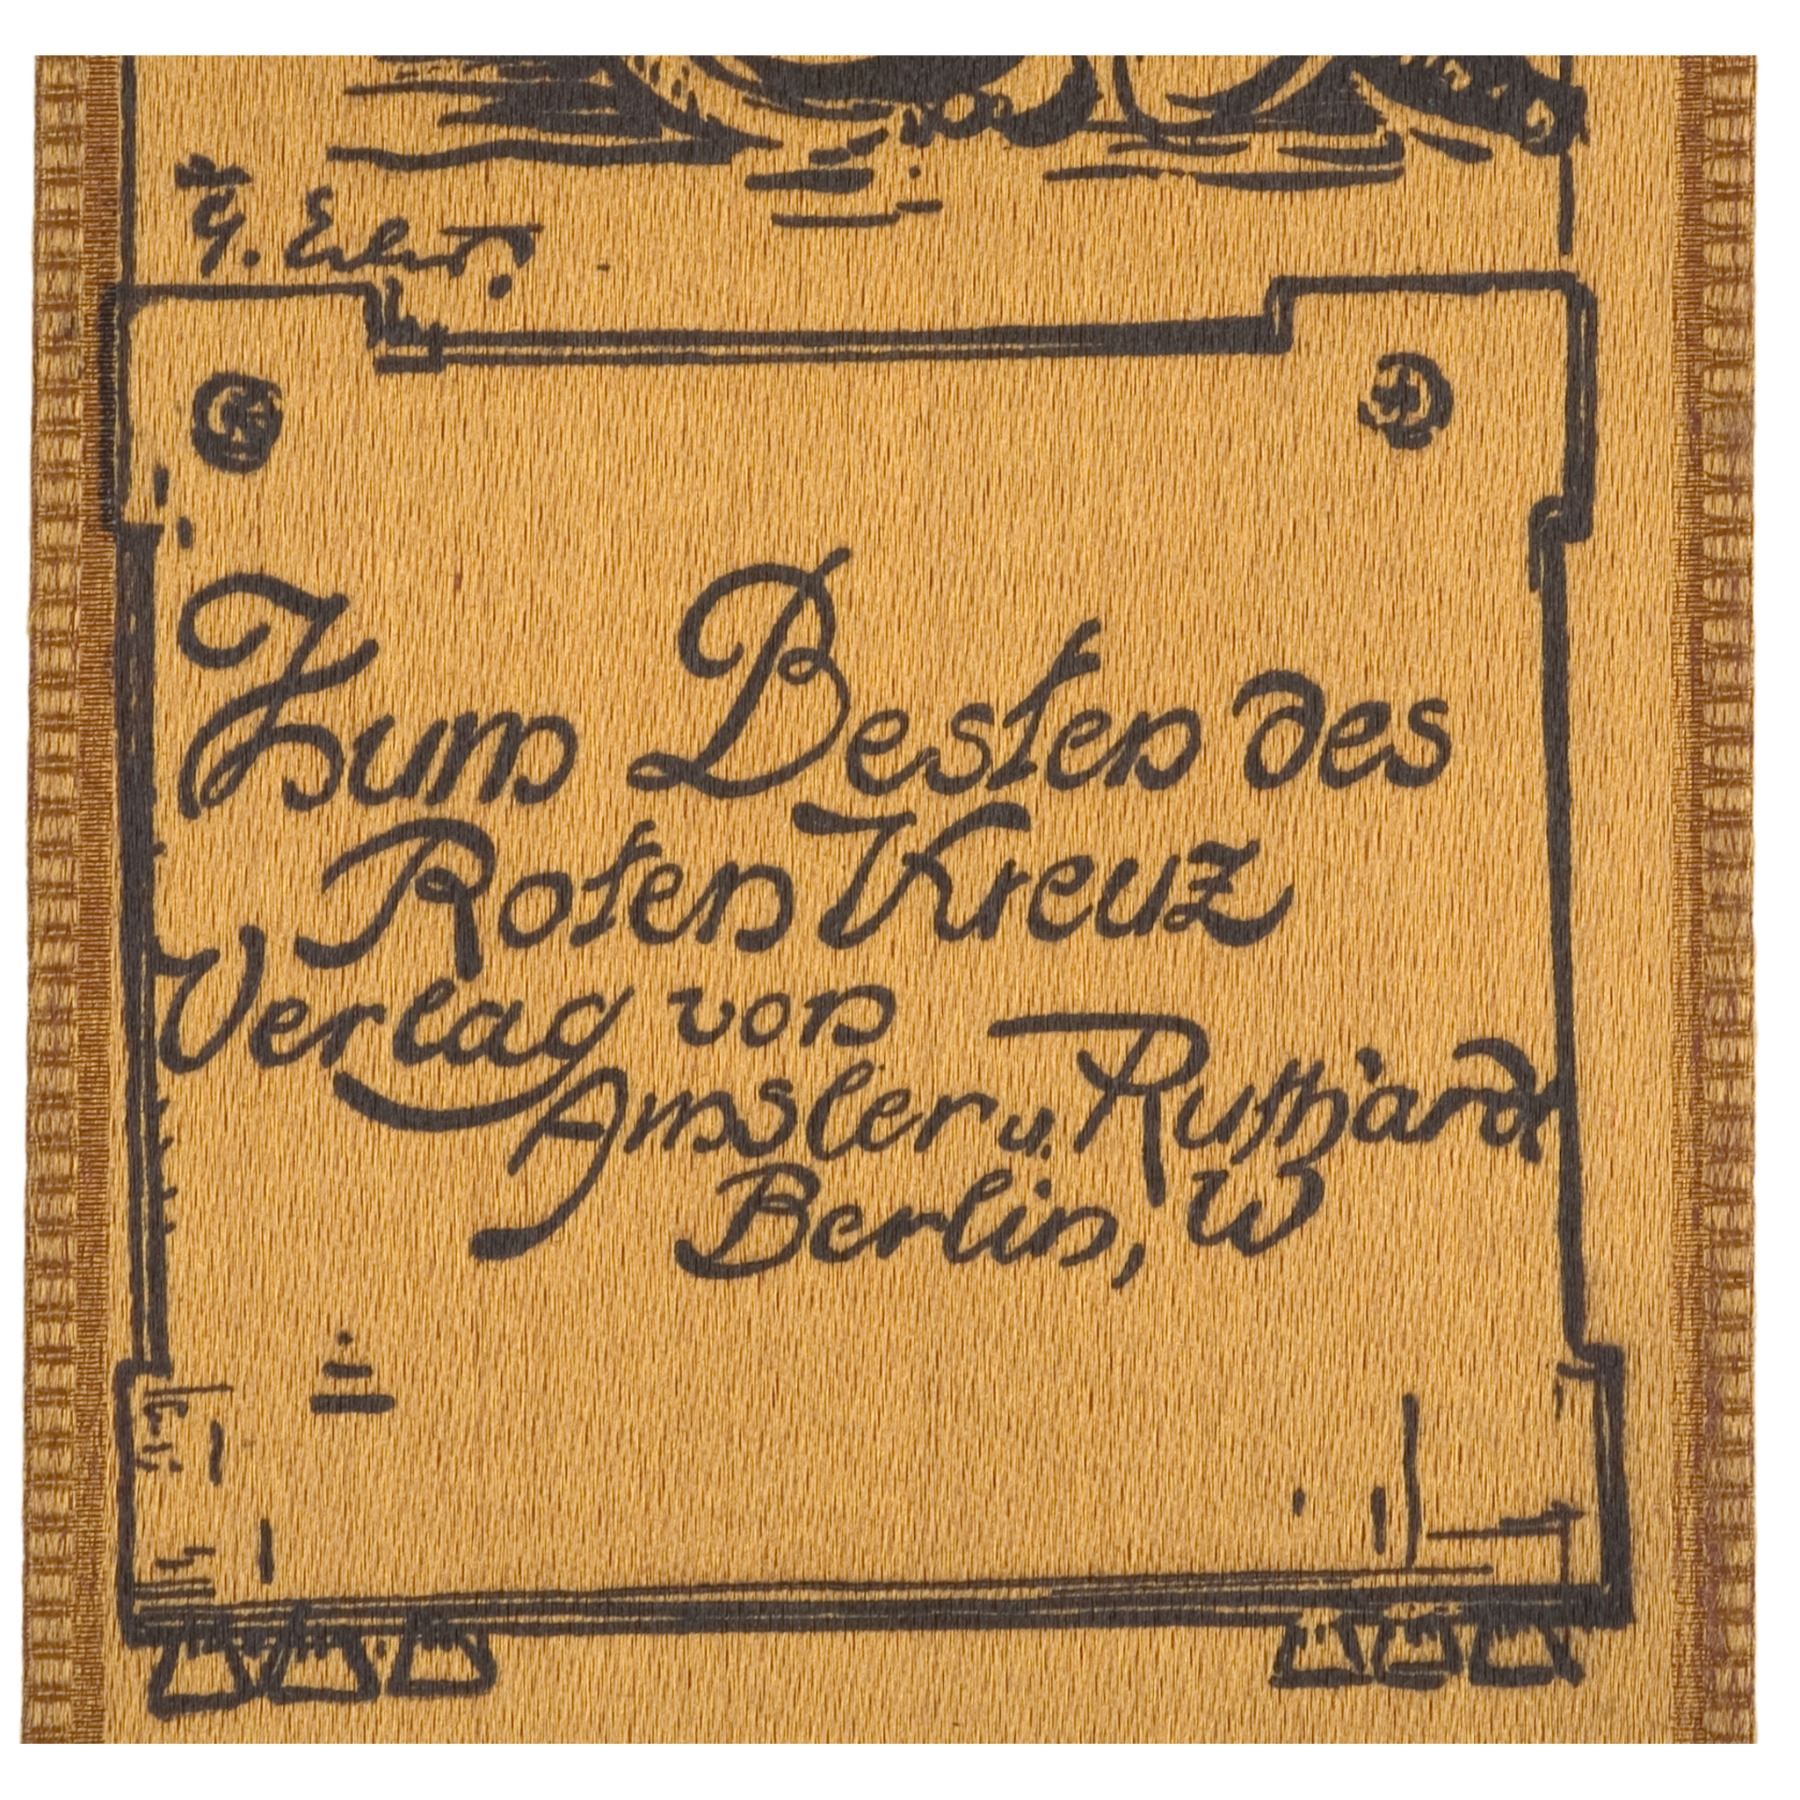 Zum Besten des
Roten Kreuz
Verlag von
Amsler u. Ruthardt
Berlin, W